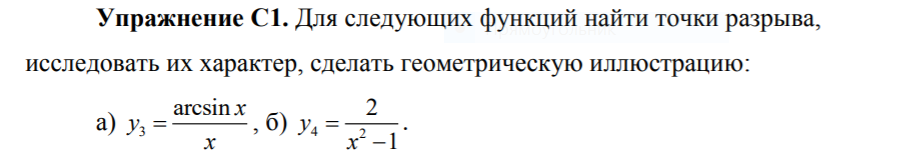 Упражнение С1. Для следующих функций найти точки разрыва,
исследовать их характер, сделать геометрическую иллюстрацию:
а) y₃ = arcsin x / x , б) y₄ = 2 / (x² − 1) .